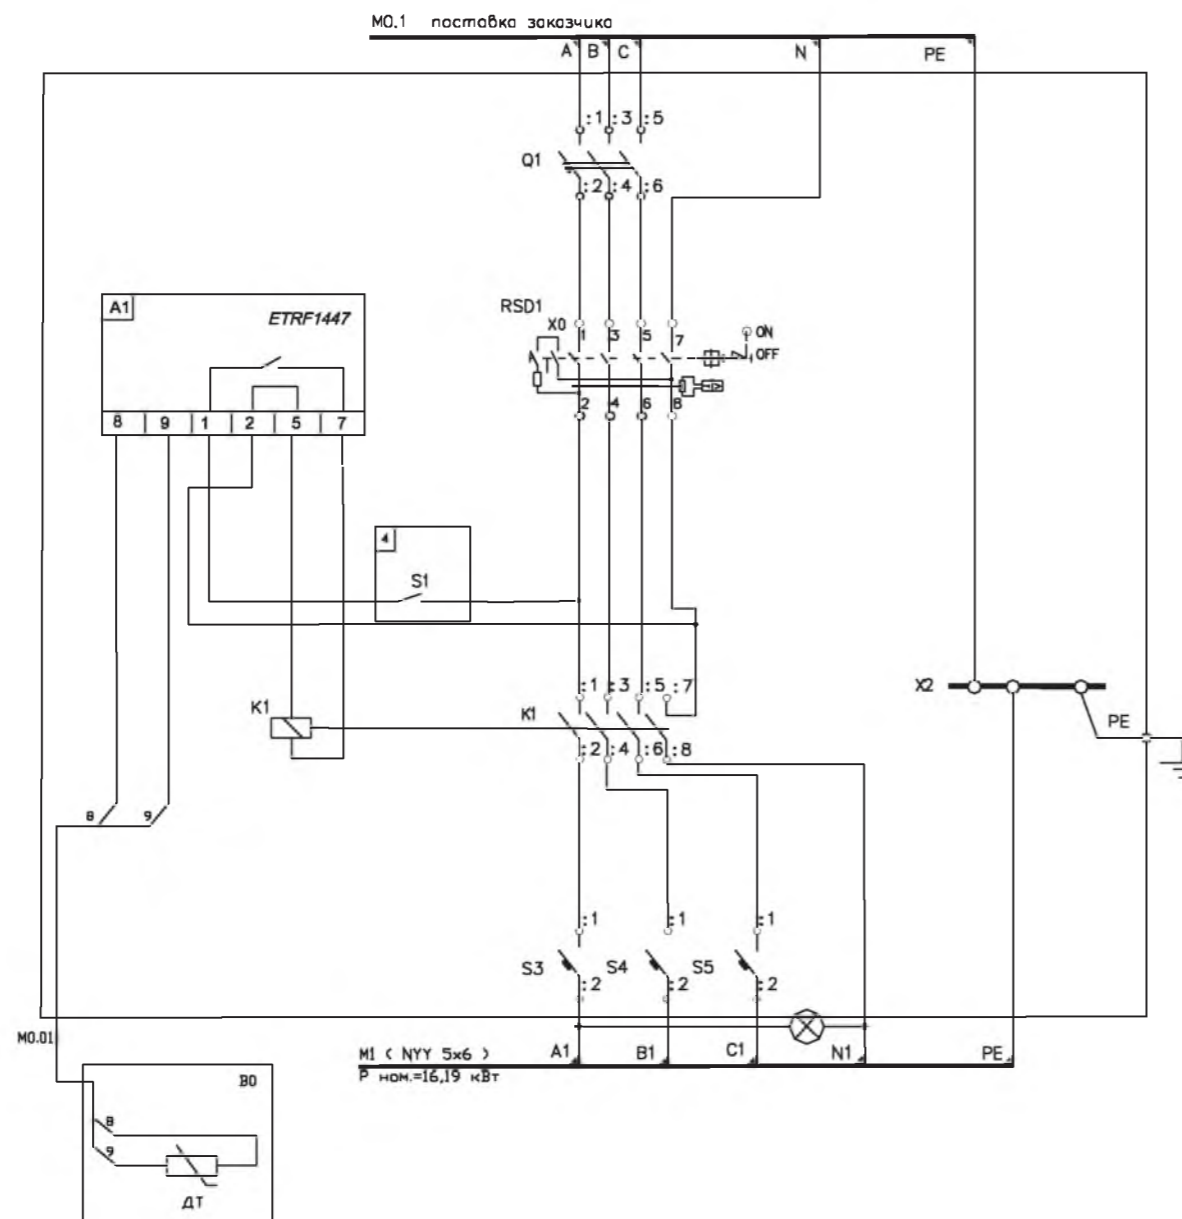 М0.1 поставка заказчика
A B C N PE
:1 :3 :5
Q1
:2 :4 :6
RSD1
X0
1 3 5 7
ON
OFF
2 4 6 8
A1
ETRF1447
8 9 1 2 5 7
4
S1
:1 :3 :5 :7
K1
K1
:2 :4 :6 :8
X2
PE
8 9
:1 :1 :1
S3 S4 S5
:2 :2 :2
М0.01
М1 ( NYY 5x6 )
A1 B1 C1 N1 PE
Р ном.=16,19 кВт
B0
8
9
ДТ